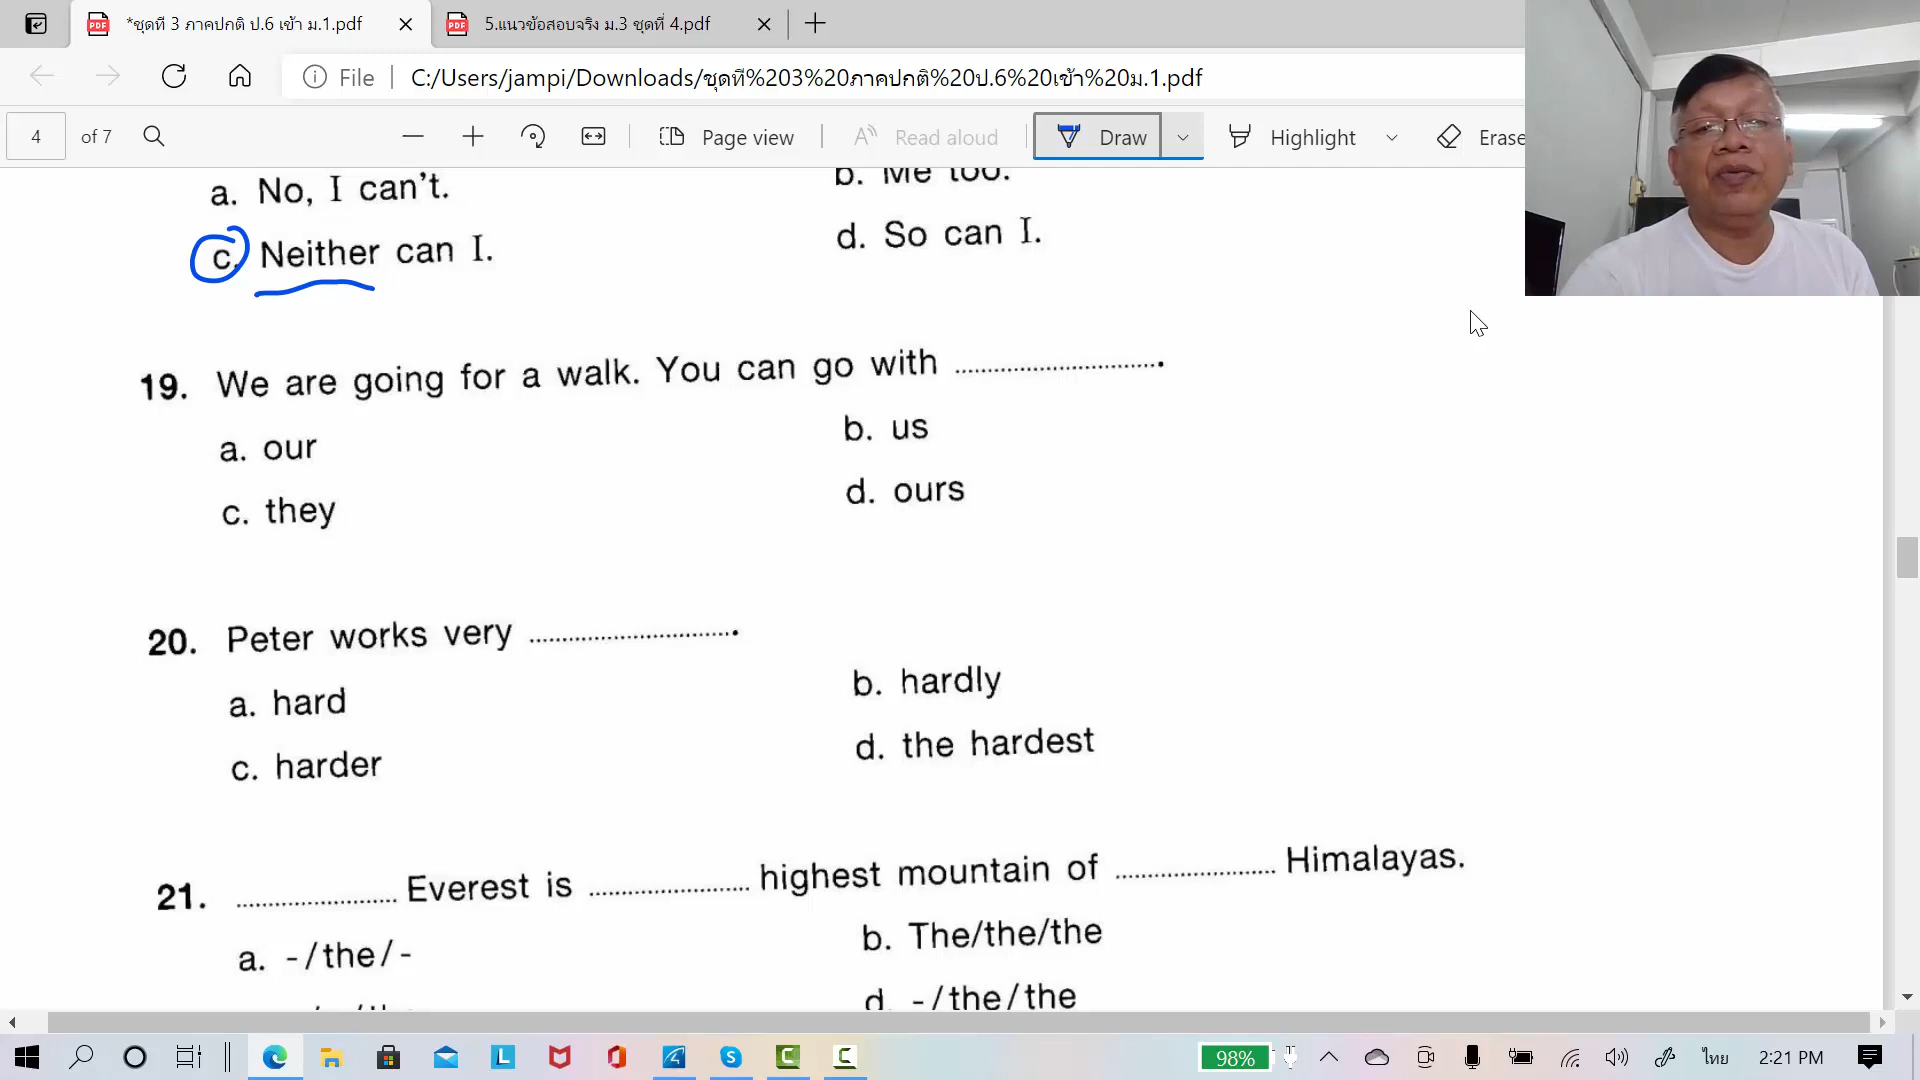 *ชุดที 3 ภาคปกติ ป.6 เข้า ม.1.pdf
5.แนวข้อสอบจริง ม.3 ชุดที่ 4.pdf
File C:/Users/jampi/Downloads/ชุดที%203%20ภาคปกติ%20ป.6%20เข้า%20ม.1.pdf
4 of 7 Page view Read aloud Draw Highlight Erase
a. No, I can't.
b. Me too.
c. Neither can I.
d. So can I.
19. We are going for a walk. You can go with ..............................
a. our
b. us
c. they
d. ours
20. Peter works very ..............................
a. hard
b. hardly
c. harder
d. the hardest
21. ........................ Everest is ........................ highest mountain of ........................ Himalayas.
a. -/the/-
b. The/the/the
d. -/the/the
98% ไทย 2:21 PM